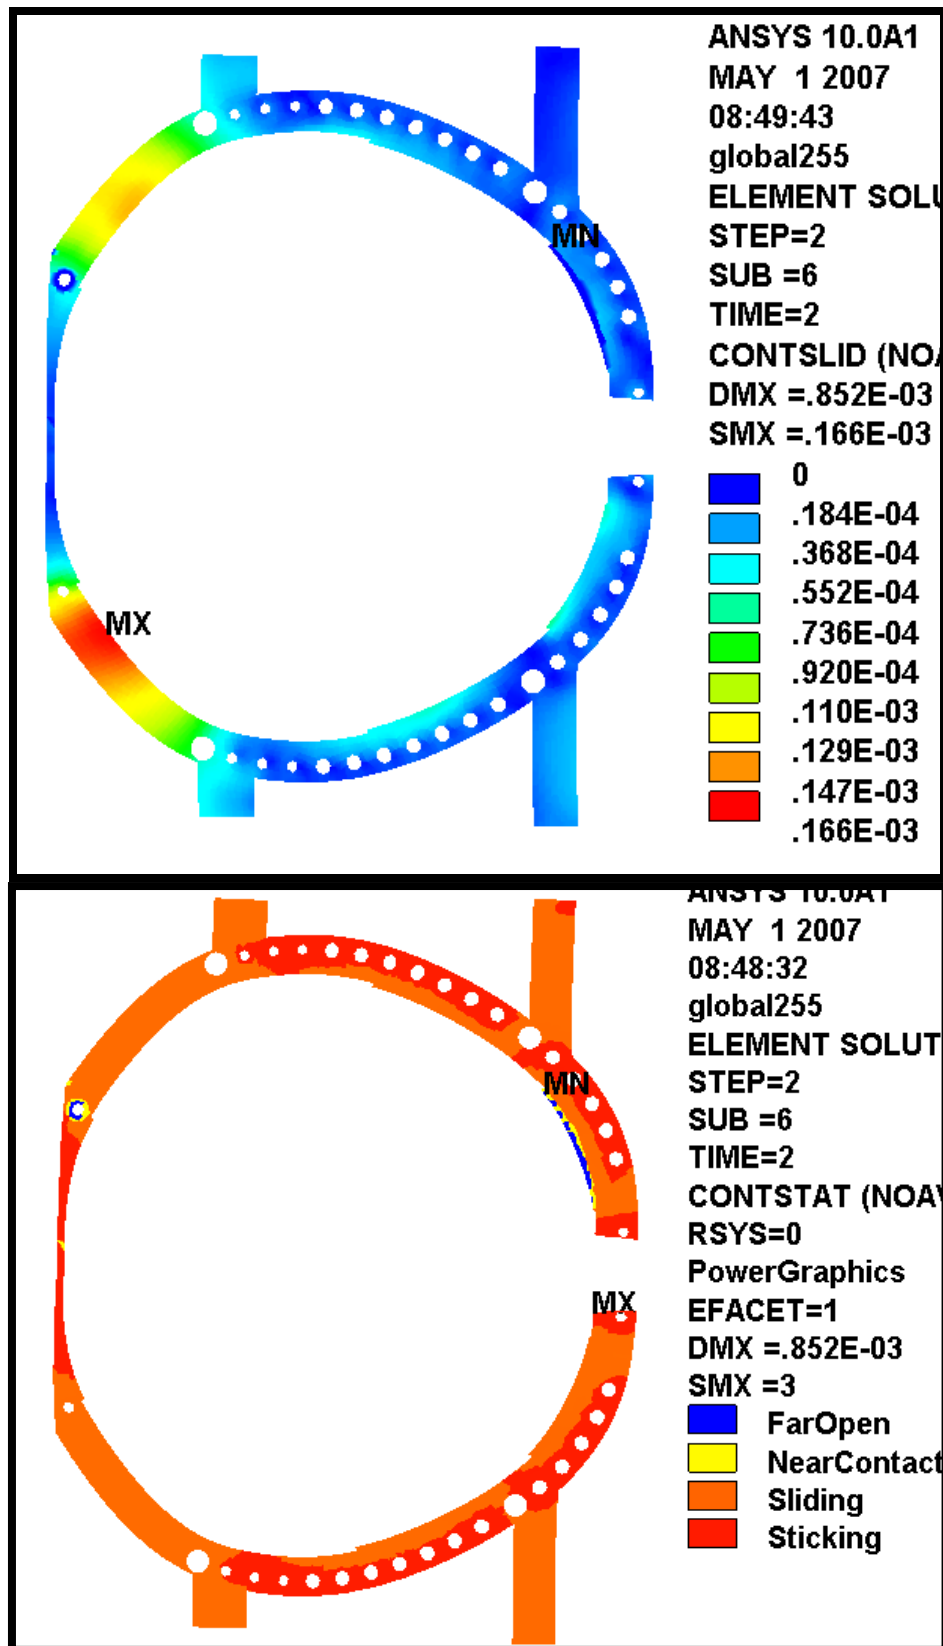 ANSYS 10.0A1
MAY 1 2007
08:49:43
global255
ELEMENT SOLU
STEP=2
SUB =6
TIME=2
CONTSLID (NOA
DMX =.852E-03
SMX =.166E-03
0
.184E-04
.368E-04
.552E-04
.736E-04
.920E-04
.110E-03
.129E-03
.147E-03
.166E-03
MN
MX
ANSYS 10.0A1
MAY 1 2007
08:48:32
global255
ELEMENT SOLUT
STEP=2
SUB =6
TIME=2
CONTSTAT (NOAV
RSYS=0
PowerGraphics
EFACET=1
DMX =.852E-03
SMX =3
FarOpen
NearContact
Sliding
Sticking
MN
MX